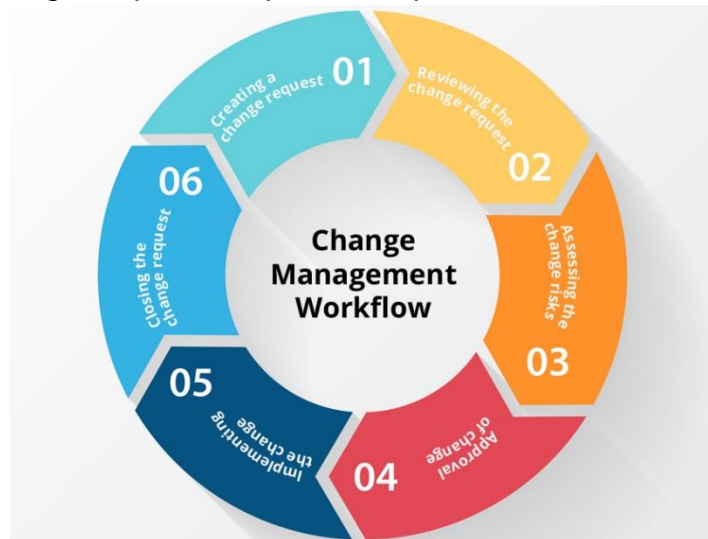 Change
Management
Workflow
01
Creating a
change request
02
Reviewing the
change request
03
Assessing the
change risks
04
Approval
of change
05
Implementing
the change
06
Closing the
change request